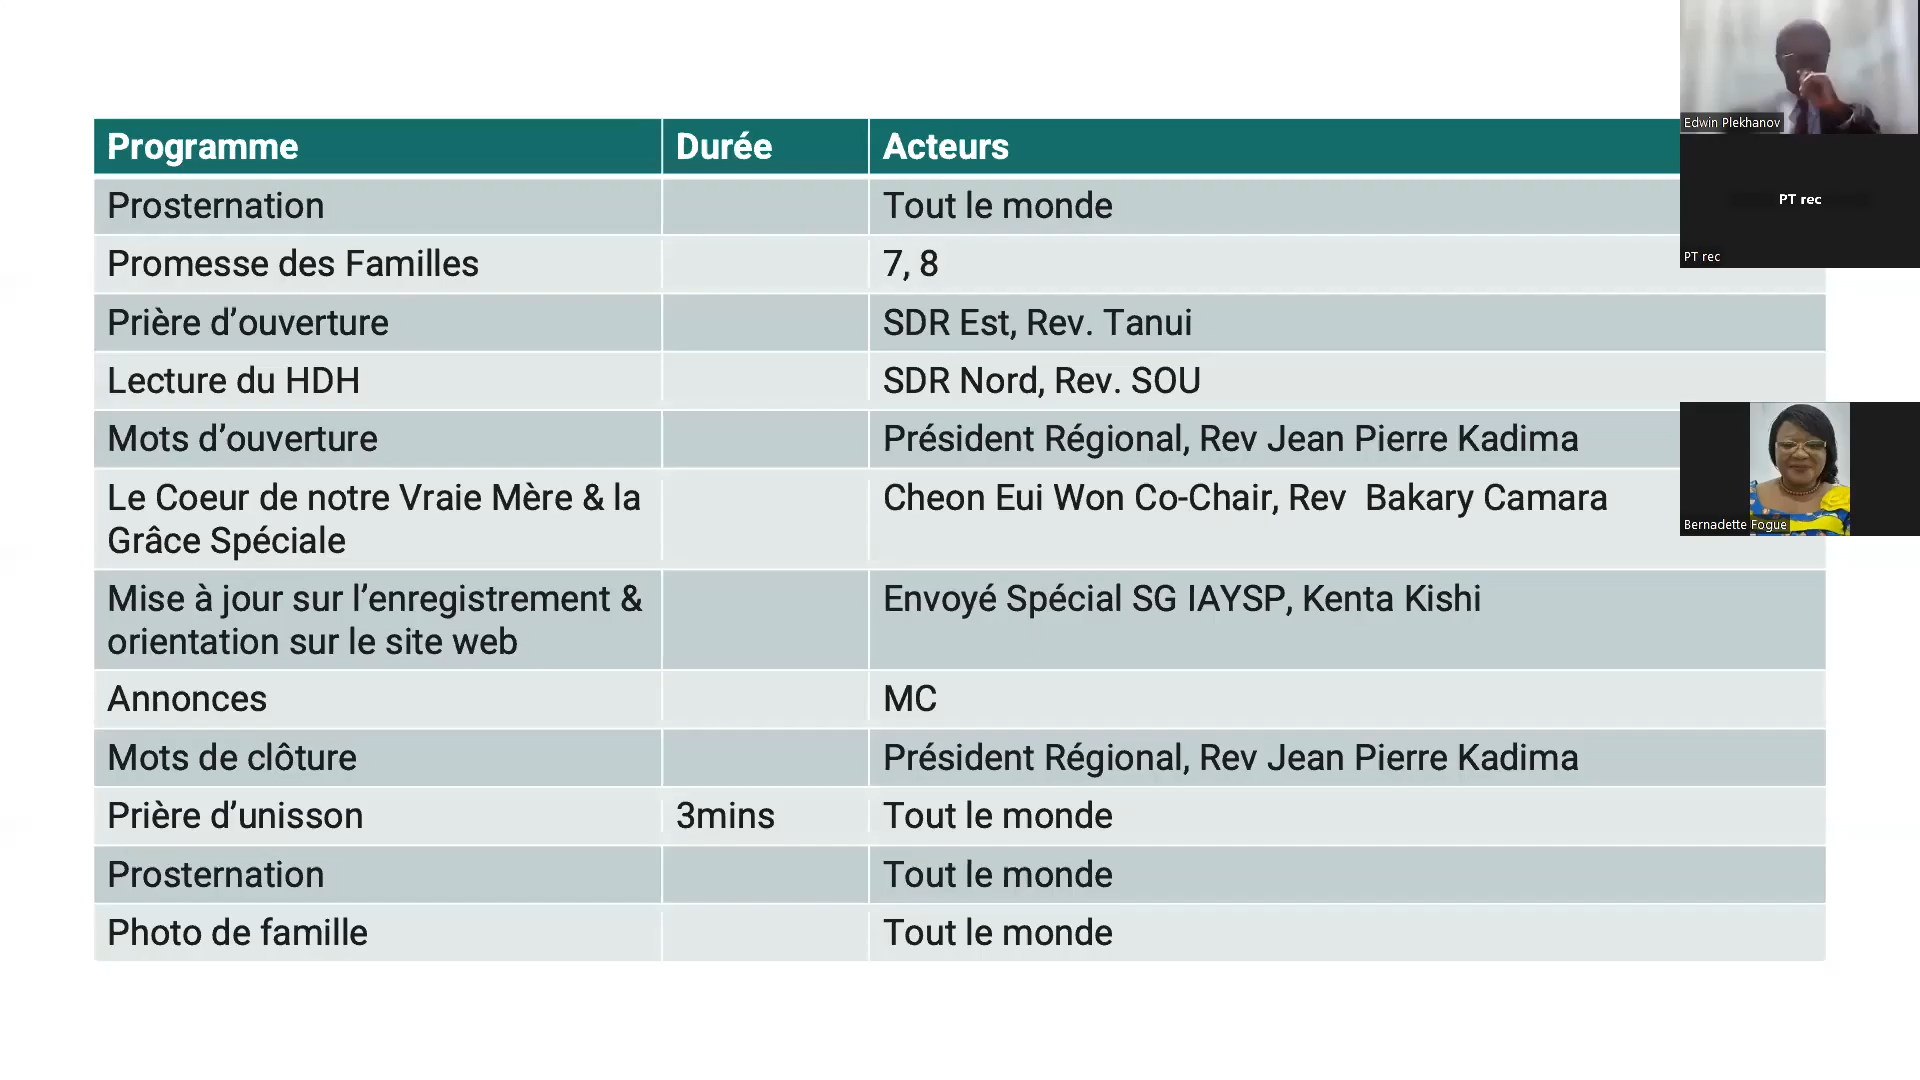 Programme Durée Acteurs
Prosternation Tout le monde
Promesse des Familles 7, 8
Prière d’ouverture SDR Est, Rev. Tanui
Lecture du HDH SDR Nord, Rev. SOU
Mots d’ouverture Président Régional, Rev Jean Pierre Kadima
Le Coeur de notre Vraie Mère & la Cheon Eui Won Co-Chair, Rev  Bakary Camara
Grâce Spéciale
Mise à jour sur l’enregistrement & Envoyé Spécial SG IAYSP, Kenta Kishi
orientation sur le site web
Annonces MC
Mots de clôture Président Régional, Rev Jean Pierre Kadima
Prière d’unisson 3mins Tout le monde
Prosternation Tout le monde
Photo de famille Tout le monde
Edwin Plekhanov
PT rec
PT rec
Bernadette Fogue